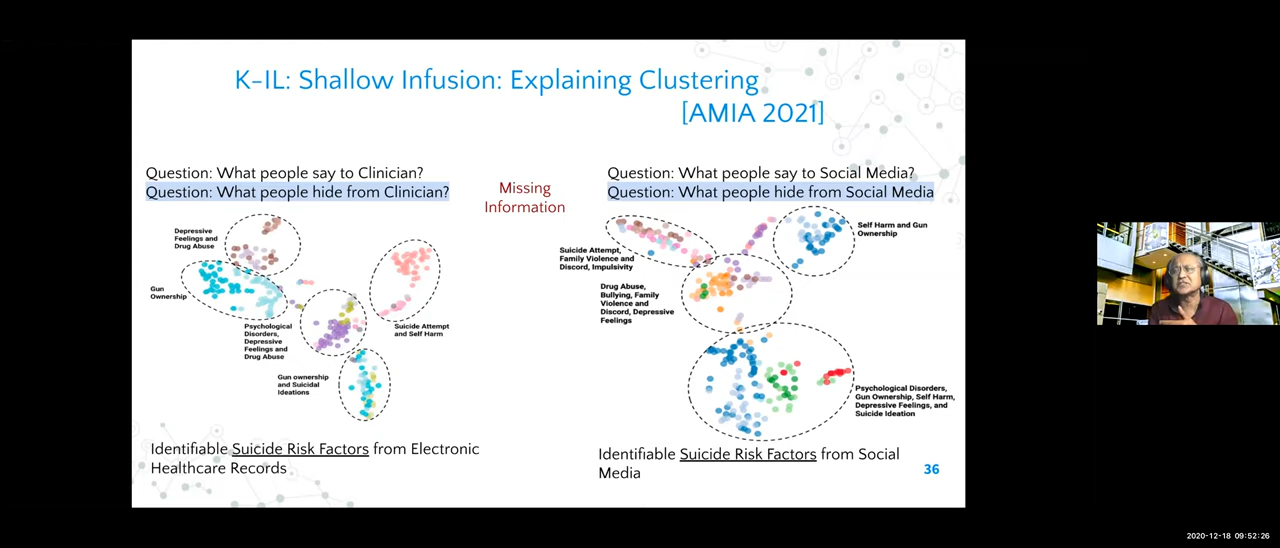 K-IL: Shallow Infusion: Explaining Clustering
[AMIA 2021]
Question: What people say to Clinician?
Question: What people hide from Clinician?
Missing
Information
Question: What people say to Social Media?
Question: What people hide from Social Media
Depressive
Feelings and
Drug Abuse
Gun
Ownership
Psychological
Disorders,
Depressive
Feelings and
Drug Abuse
Suicide Attempt
and Self Harm
Gun ownership
and Suicidal
Ideations
Self Harm and Gun
Ownership
Suicide Attempt,
Family Violence and
Discord, Impulsivity
Drug Abuse,
Bullying, Family
Violence and
Discord, Depressive
Feelings
Psychological Disorders,
Gun Ownership, Self Harm,
Depressive Feelings, and
Suicide Ideation
Identifiable Suicide Risk Factors from Electronic
Healthcare Records
Identifiable Suicide Risk Factors from Social
Media
36
2020-12-18 09:52:26